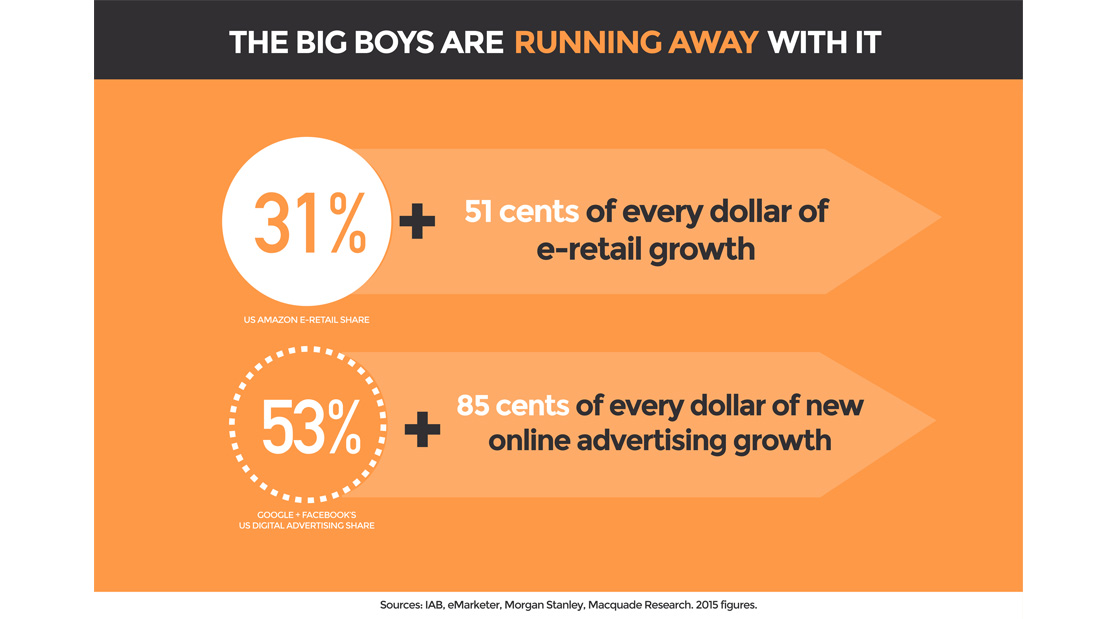 THE BIG BOYS ARE RUNNING AWAY WITH IT
31%
+
51 cents of every dollar of
e-retail growth
US AMAZON E-RETAIL SHARE
53%
+
85 cents of every dollar of new
online advertising growth
GOOGLE + FACEBOOK'S
US DIGITAL ADVERTISING SHARE
Sources: IAB, eMarketer, Morgan Stanley, Macquade Research. 2015 figures.